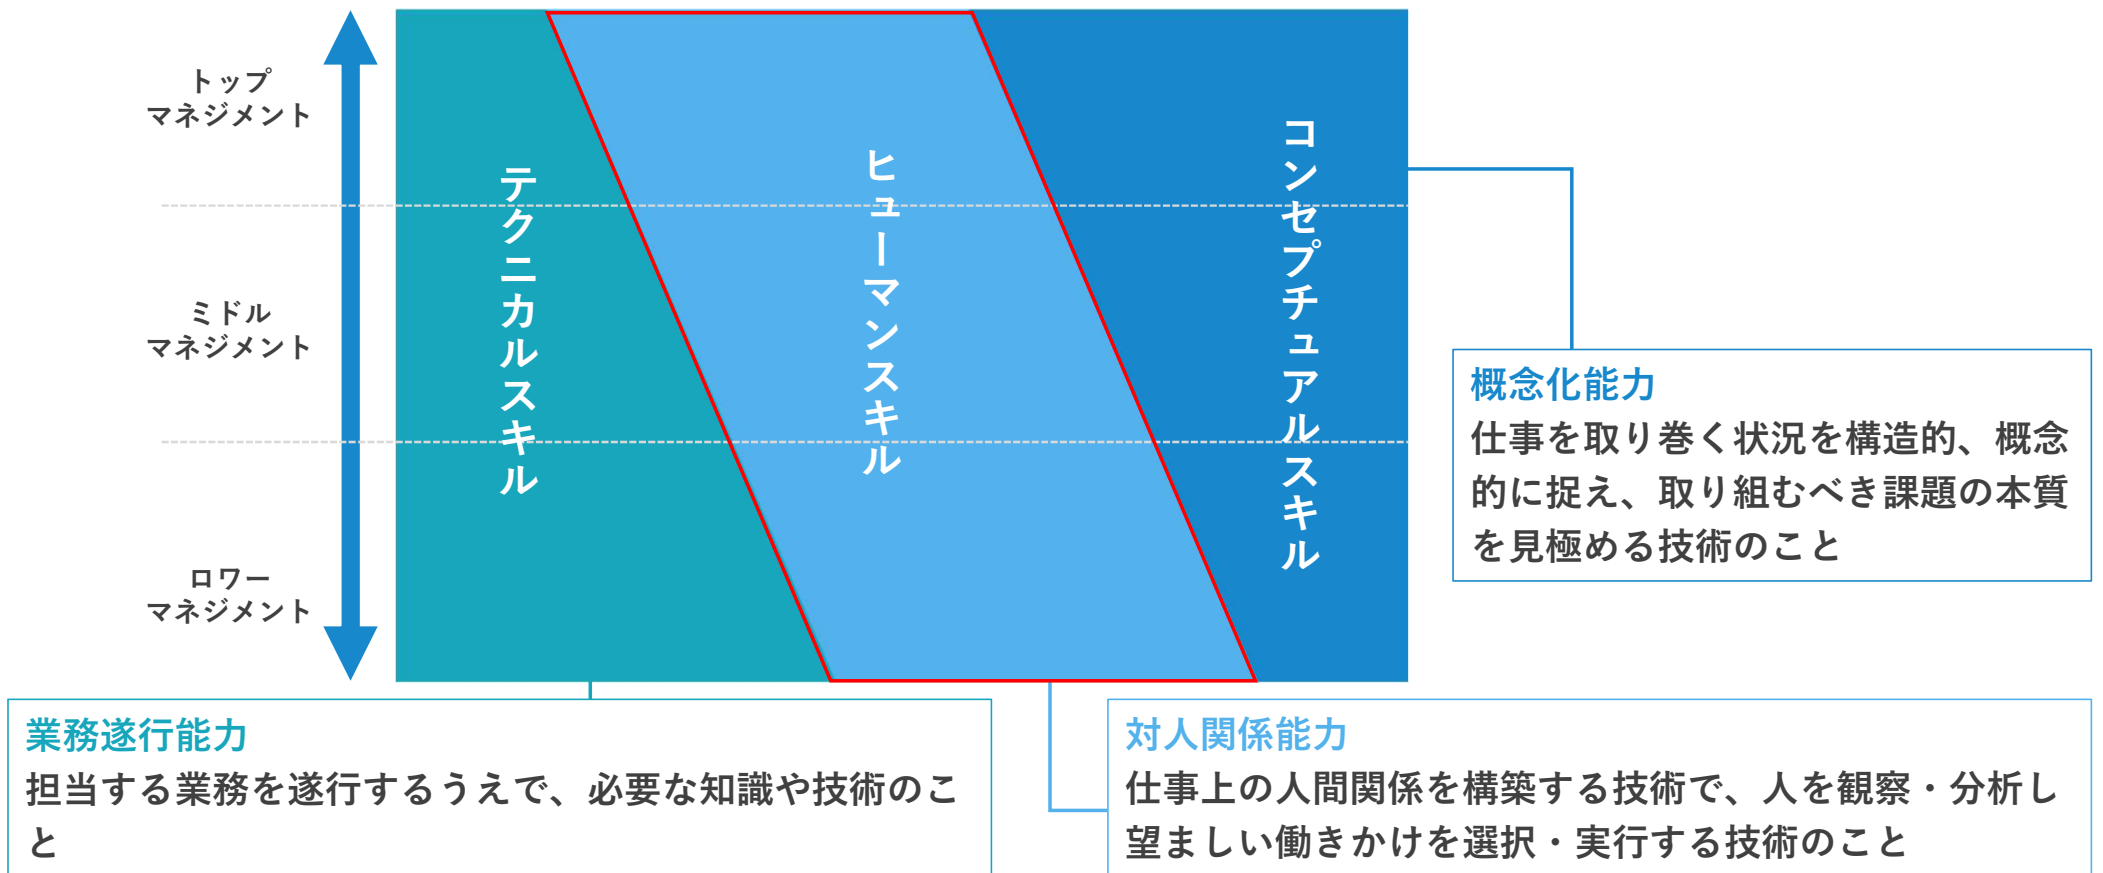 トップ
マネジメント
ミドル
マネジメント
ロワー
マネジメント
テクニカルスキル
ヒューマンスキル
コンセプチュアルスキル
概念化能力
仕事を取り巻く状況を構造的、概念
的に捉え、取り組むべき課題の本質
を見極める技術のこと
業務遂行能力
担当する業務を遂行するうえで、必要な知識や技術のこ
と
対人関係能力
仕事上の人間関係を構築する技術で、人を観察・分析し
望ましい働きかけを選択・実行する技術のこと